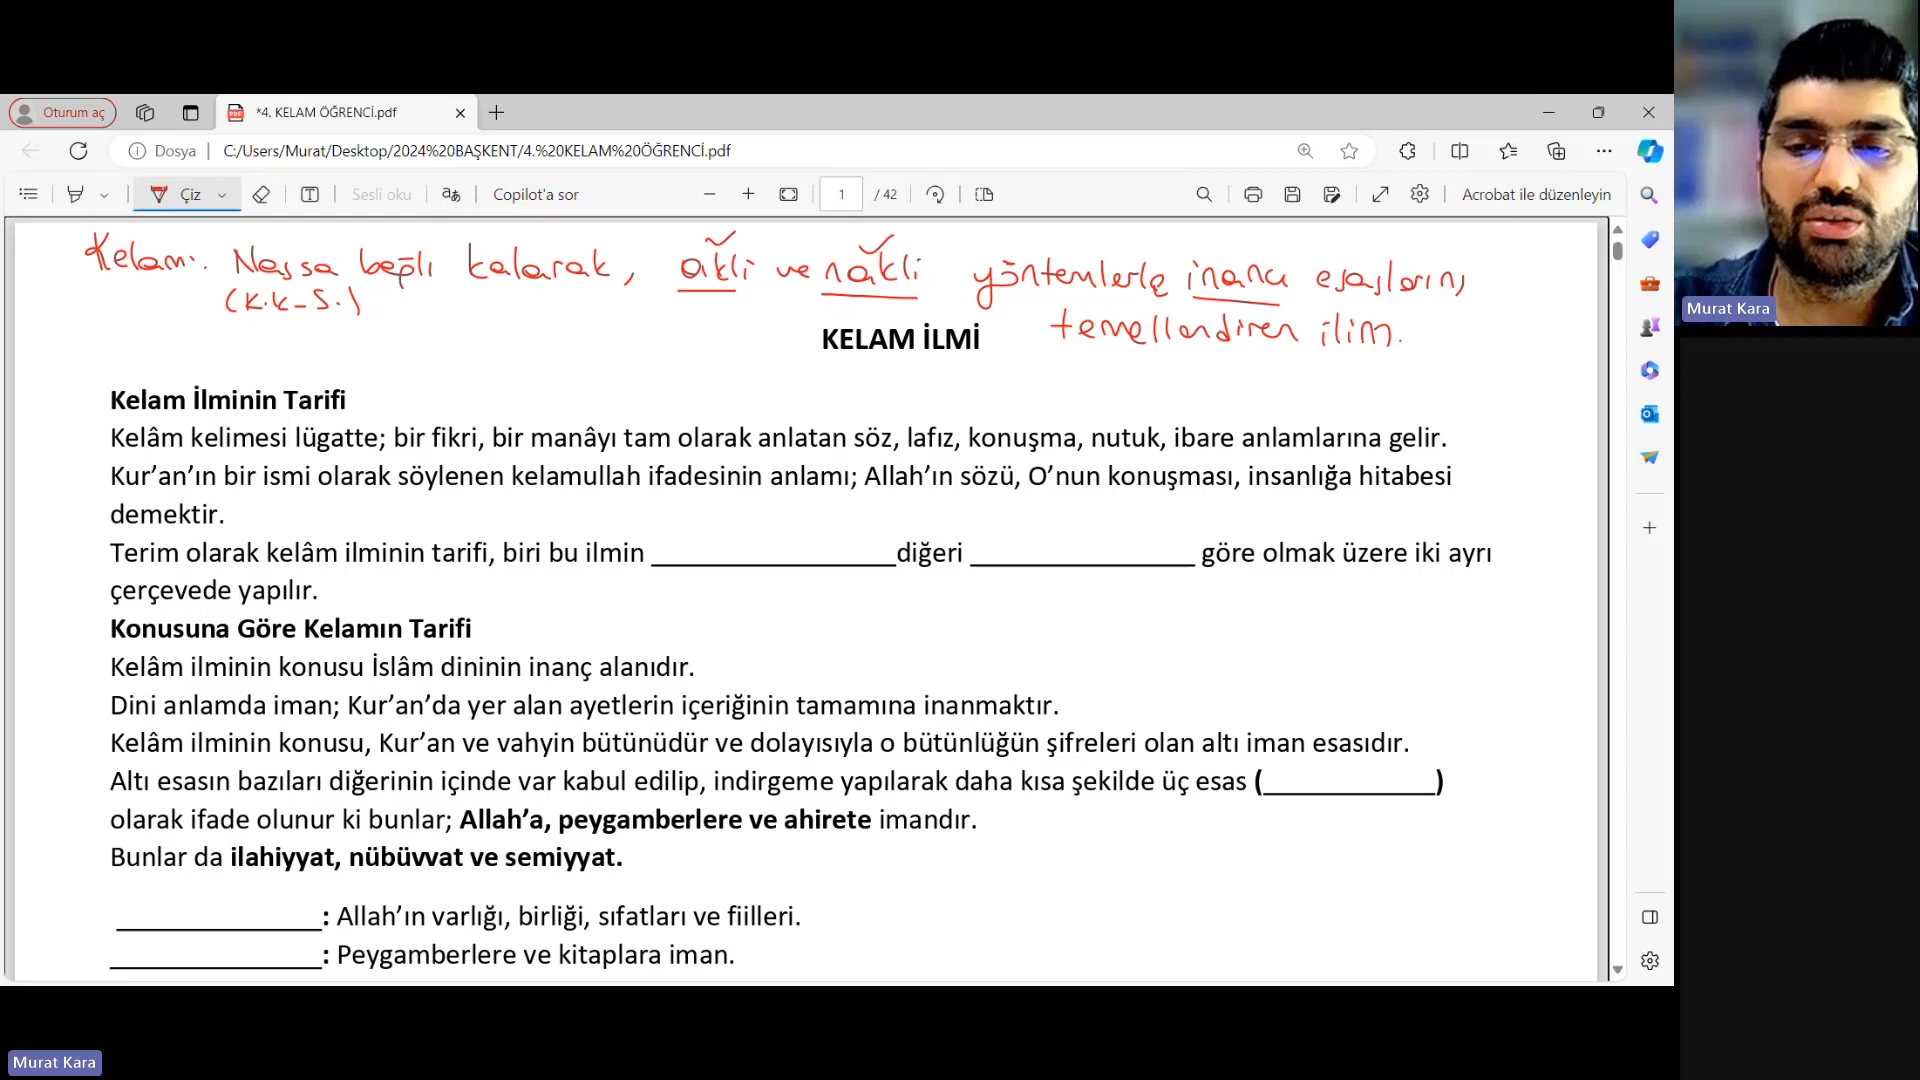 Oturum aç
*4. KELAM ÖĞRENCİ.pdf
Dosya
C:/Users/Murat/Desktop/2024%20BAŞKENT/4.%20KELAM%20ÖĞRENCİ.pdf
Çiz
Sesli oku
aあ
Copilot'a sor
1 / 42
Acrobat ile düzenleyin
Kelam: Nassa bağlı kalarak, akli ve nakli yöntemlerle inanç esaslarını
(K.K-S.)
temellendiren ilim.
KELAM İLMİ
Kelam İlminin Tarifi
Kelâm kelimesi lügatte; bir fikri, bir manâyı tam olarak anlatan söz, lafız, konuşma, nutuk, ibare anlamlarına gelir.
Kur’an’ın bir ismi olarak söylenen kelamullah ifadesinin anlamı; Allah’ın sözü, O’nun konuşması, insanlığa hitabesi
demektir.
Terim olarak kelâm ilminin tarifi, biri bu ilmin _________________diğeri ________________ göre olmak üzere iki ayrı
çerçevede yapılır.
Konusuna Göre Kelamın Tarifi
Kelâm ilminin konusu İslâm dininin inanç alanıdır.
Dini anlamda iman; Kur’an’da yer alan ayetlerin içeriğinin tamamına inanmaktır.
Kelâm ilminin konusu, Kur’an ve vahyin bütünüdür ve dolayısıyla o bütünlüğün şifreleri olan altı iman esasıdır.
Altı esasın bazıları diğerinin içinde var kabul edilip, indirgeme yapılarak daha kısa şekilde üç esas (____________)
olarak ifade olunur ki bunlar; Allah’a, peygamberlere ve ahirete imandır.
Bunlar da ilahiyyat, nübüvvat ve semiyyat.
______________: Allah’ın varlığı, birliği, sıfatları ve fiilleri.
_______________: Peygamberlere ve kitaplara iman.
Murat Kara
Murat Kara